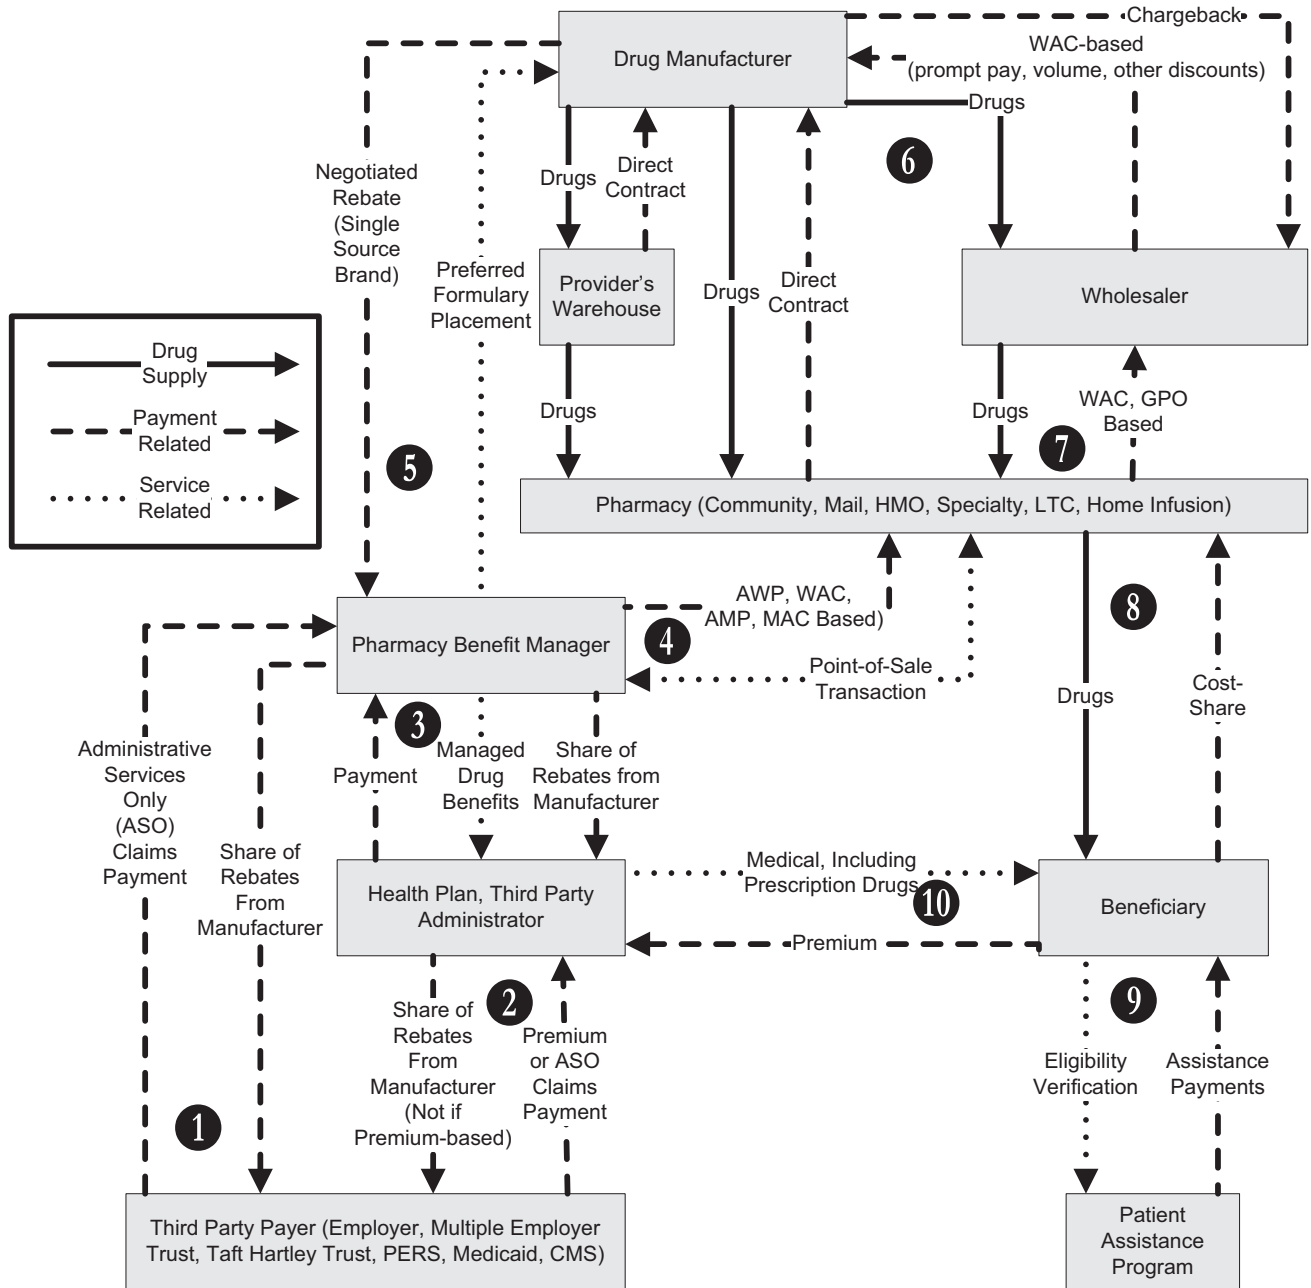 Chargeback
WAC-based
(prompt pay, volume, other discounts)
Drug Manufacturer
Drugs
6
Negotiated
Rebate
(Single
Source
Brand)
Drugs
Direct
Contract
Preferred
Formulary
Placement
Provider's
Warehouse
Drugs
Direct
Contract
Wholesaler
Drug
Supply
Payment
Related
Service
Related
5
Drugs
Drugs
WAC, GPO
Based
7
Pharmacy (Community, Mail, HMO, Specialty, LTC, Home Infusion)
AWP, WAC,
AMP, MAC Based)
8
Pharmacy Benefit Manager
4
Point-of-Sale
Transaction
Drugs
Cost-
Share
3
Administrative
Services
Only
(ASO)
Claims
Payment
Payment
Managed
Drug
Benefits
Share of
Rebates from
Manufacturer
Share of
Rebates
From
Manufacturer
Health Plan, Third Party
Administrator
Medical, Including
Prescription Drugs
10
Beneficiary
Premium
Share of
Rebates
From
Manufacturer
(Not if
Premium-based)
2
Premium
or ASO
Claims
Payment
9
Eligibility
Verification
Assistance
Payments
1
Third Party Payer (Employer, Multiple Employer
Trust, Taft Hartley Trust, PERS, Medicaid, CMS)
Patient
Assistance
Program